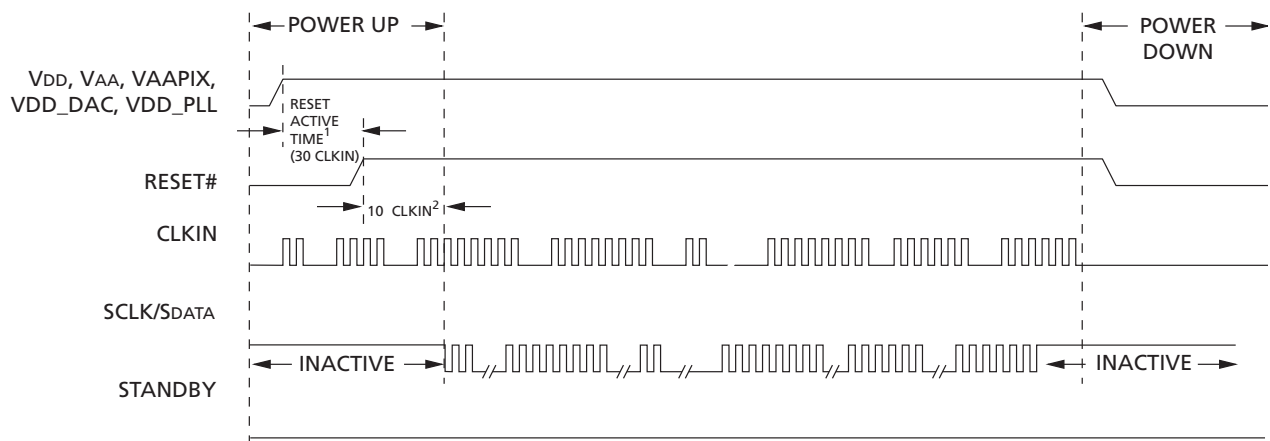 POWER UP
POWER
DOWN
VDD, VAA, VAAPIX,
VDD_DAC, VDD_PLL
RESET
ACTIVE
TIME1
(30 CLKIN)
RESET#
10 CLKIN2
CLKIN
SCLK/SDATA
INACTIVE
INACTIVE
STANDBY